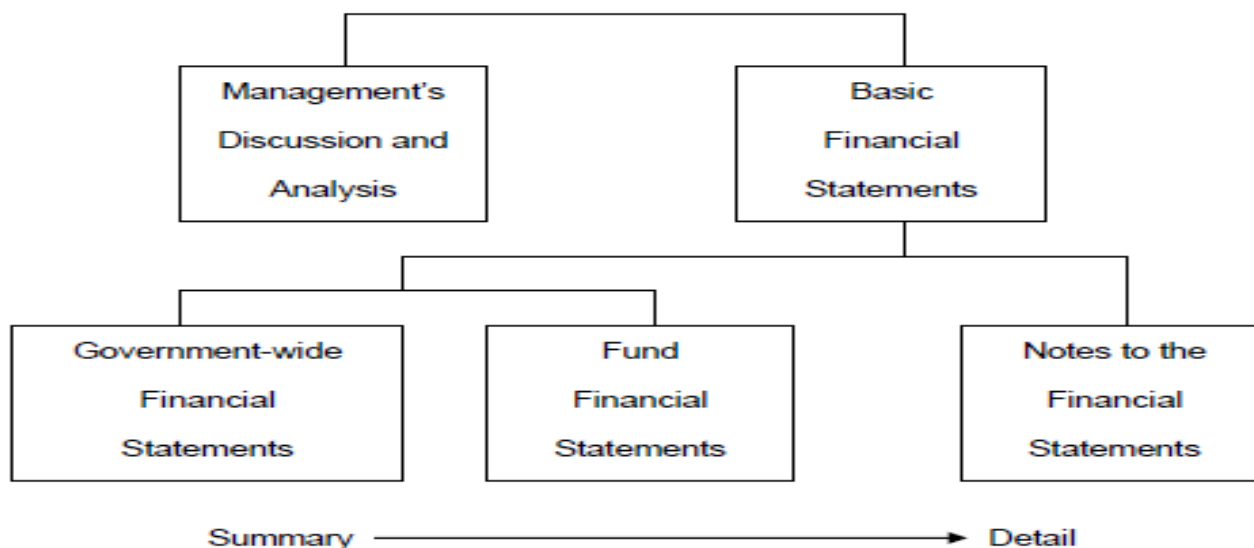 Management's
Discussion and
Analysis
Basic
Financial
Statements
Government-wide
Financial
Statements
Fund
Financial
Statements
Notes to the
Financial
Statements
Summary
Detail